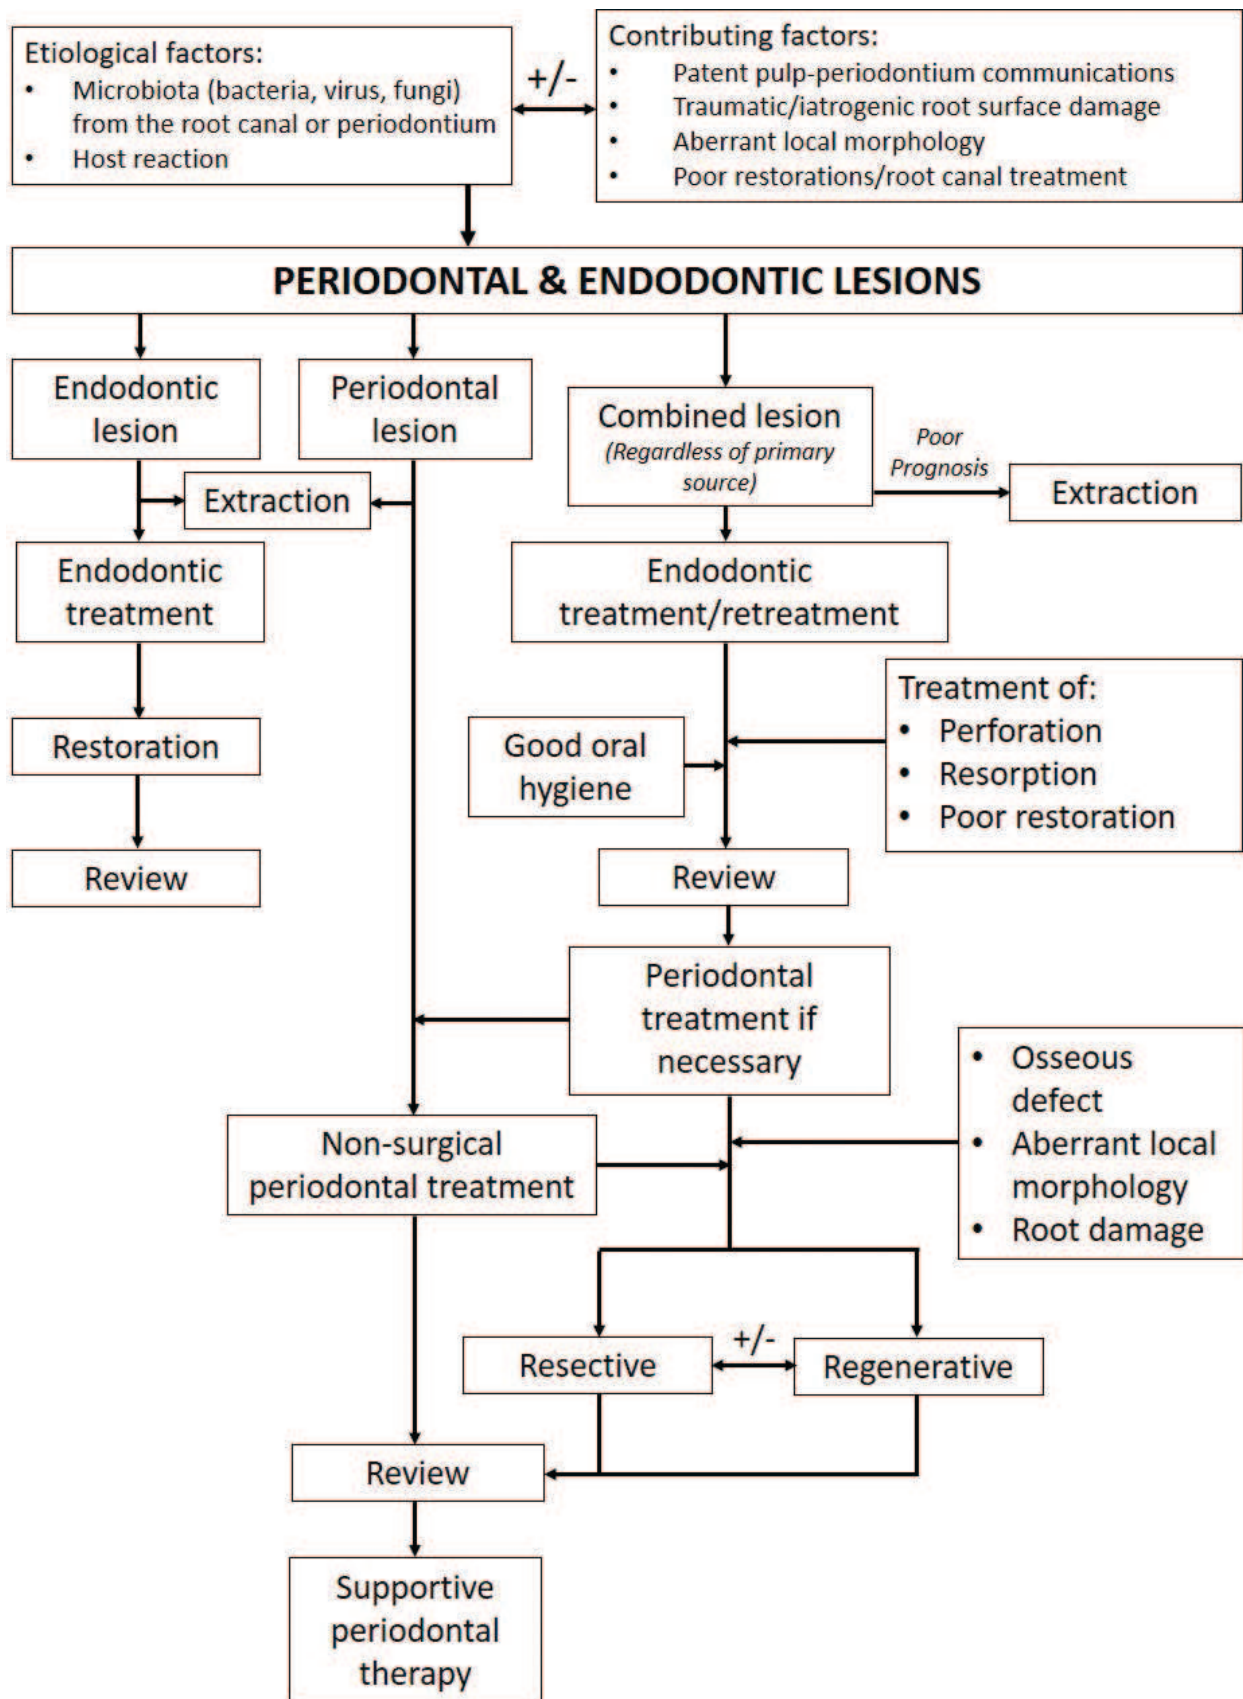 Etiological factors:
• Microbiota (bacteria, virus, fungi)
from the root canal or periodontium
• Host reaction
+/-
Contributing factors:
• Patent pulp-periodontium communications
• Traumatic/iatrogenic root surface damage
• Aberrant local morphology
• Poor restorations/root canal treatment
PERIODONTAL & ENDODONTIC LESIONS
Endodontic
lesion
Periodontal
lesion
Combined lesion
(Regardless of primary
source)
Poor
Prognosis
Extraction
Extraction
Endodontic
treatment
Endodontic
treatment/retreatment
Treatment of:
• Perforation
• Resorption
• Poor restoration
Restoration
Good oral
hygiene
Review
Review
Periodontal
treatment if
necessary
• Osseous
defect
• Aberrant local
morphology
• Root damage
Non-surgical
periodontal treatment
Resective
+/-
Regenerative
Review
Supportive
periodontal
therapy